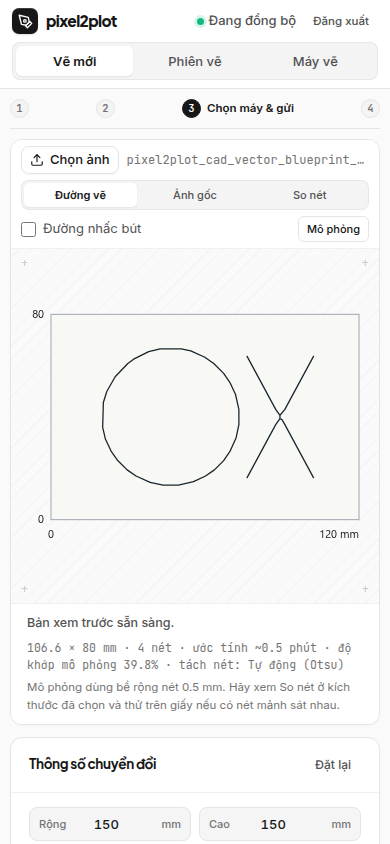 pixel2plot
Đang đồng bộ
Đăng xuất
Vẽ mới
Phiên vẽ
Máy vẽ
1
2
3 Chọn máy & gửi
4
Chọn ảnh
pixel2plot_cad_vector_blueprint_…
Đường vẽ
Ảnh gốc
So nét
Đường nhấc bút
Mô phỏng
80
0
0
120 mm
Bản xem trước sẵn sàng.
106.6 × 80 mm · 4 nét · ước tính ~0.5 phút · độ
khớp mô phỏng 39.8% · tách nét: Tự động (Otsu)
Mô phỏng dùng bề rộng nét 0.5 mm. Hãy xem So nét ở kích
thước đã chọn và thử trên giấy nếu có nét mảnh sát nhau.
Thông số chuyển đổi
Đặt lại
Rộng 150 mm
Cao 150 mm